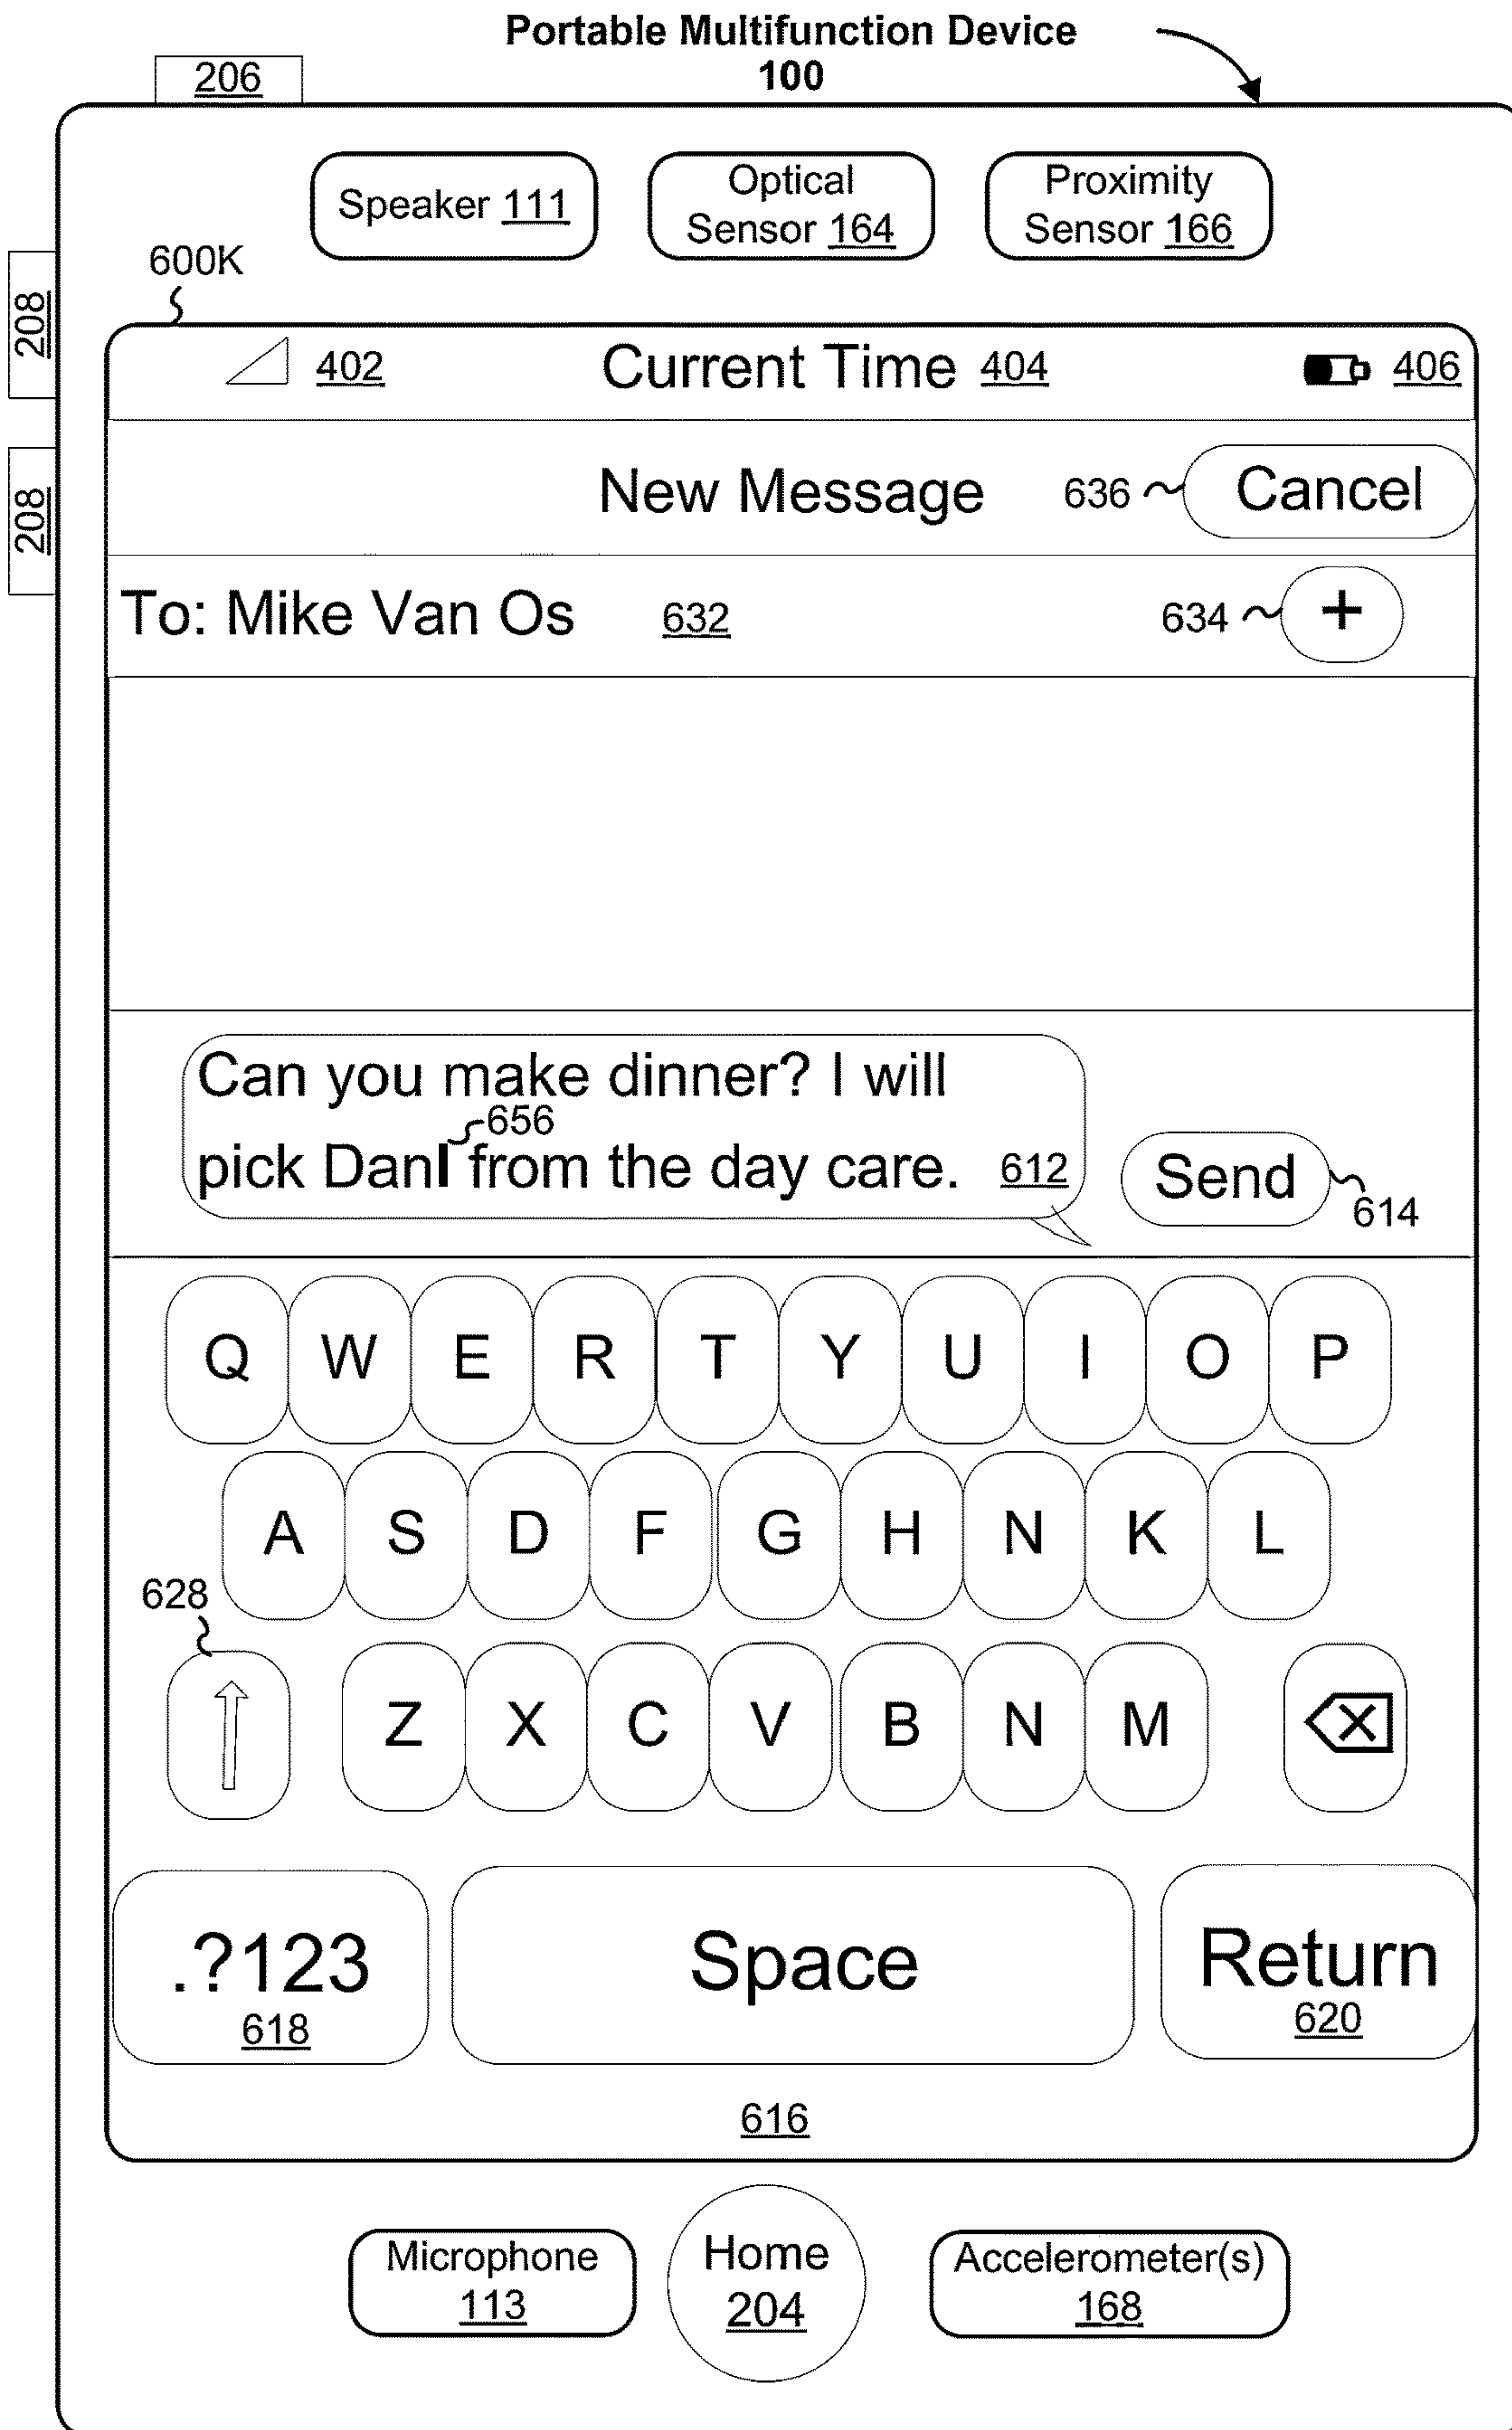 Portable Multifunction Device
100
206
Speaker 111
Optical
Sensor 164
Proximity
Sensor 166
208
208
600K
402 Current Time 404 406
New Message 636 Cancel
To: Mike Van Os 632 634 +
Can you make dinner? I will
656
pick Dan from the day care. 612
Send
614
Q W E R T Y U I O P
A S D F G H N K L
628
Z X C V B N M
.?123
618
Space
Return
620
616
Microphone
113
Home
204
Accelerometer(s)
168